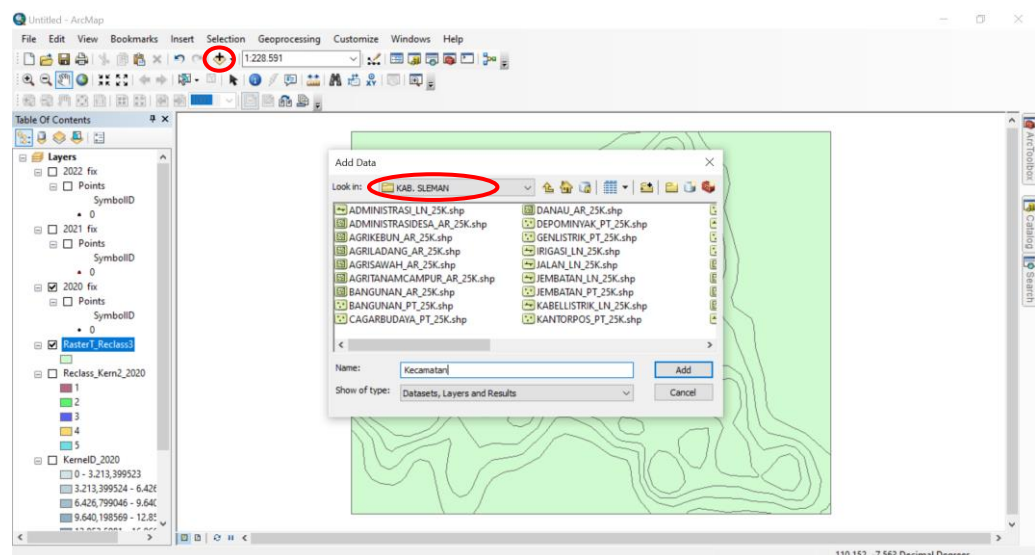 Untitled - ArcMap
File Edit View Bookmarks Insert Selection Geoprocessing Customize Windows Help
1:228.591
Table Of Contents
Layers
2022 fix
Points
SymbolID
0
2021 fix
Points
SymbolID
0
2020 fix
Points
SymbolID
0
RasterT_Reclass3
Reclass_Kern2_2020
1
2
3
4
5
KernelD_2020
0 - 3.213,399523
3.213,399524 - 6.426
6.426,799046 - 9.640
9.640,198569 - 12.85
Add Data
Look in: KAB. SLEMAN
ADMINISTRASI_LN_25K.shp
ADMINISTRASIDESA_AR_25K.shp
AGRIKEBUN_AR_25K.shp
AGRILADANG_AR_25K.shp
AGRISAWAH_AR_25K.shp
AGRITANAMCAMPUR_AR_25K.shp
BANGUNAN_AR_25K.shp
BANGUNAN_PT_25K.shp
CAGARBUDAYA_PT_25K.shp
DANAU_AR_25K.shp
DEPOMINYAK_PT_25K.shp
GENLISTRIK_PT_25K.shp
IRIGASI_LN_25K.shp
JALAN_LN_25K.shp
JEMBATAN_LN_25K.shp
JEMBATAN_PT_25K.shp
KABELLISTRIK_LN_25K.shp
KANTORPOS_PT_25K.shp
Name: Kecamatan Add
Show of type: Datasets, Layers and Results Cancel
ArcToolbox
Catalog
Search